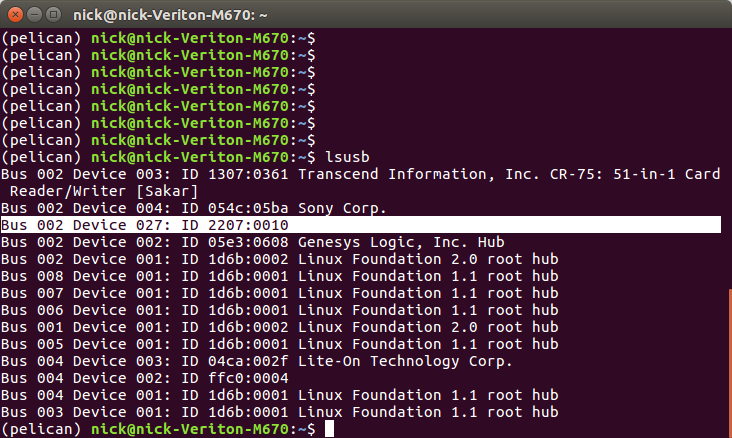 nick@nick-Veriton-M670: ~
(pelican) nick@nick-Veriton-M670:~$
(pelican) nick@nick-Veriton-M670:~$
(pelican) nick@nick-Veriton-M670:~$
(pelican) nick@nick-Veriton-M670:~$
(pelican) nick@nick-Veriton-M670:~$
(pelican) nick@nick-Veriton-M670:~$
(pelican) nick@nick-Veriton-M670:~$
(pelican) nick@nick-Veriton-M670:~$ lsusb
Bus 002 Device 003: ID 1307:0361 Transcend Information, Inc. CR-75: 51-in-1 Card
 Reader/Writer [Sakar]
Bus 002 Device 004: ID 054c:05ba Sony Corp.
Bus 002 Device 027: ID 2207:0010
Bus 002 Device 002: ID 05e3:0608 Genesys Logic, Inc. Hub
Bus 002 Device 001: ID 1d6b:0002 Linux Foundation 2.0 root hub
Bus 008 Device 001: ID 1d6b:0001 Linux Foundation 1.1 root hub
Bus 007 Device 001: ID 1d6b:0001 Linux Foundation 1.1 root hub
Bus 006 Device 001: ID 1d6b:0001 Linux Foundation 1.1 root hub
Bus 001 Device 001: ID 1d6b:0002 Linux Foundation 2.0 root hub
Bus 005 Device 001: ID 1d6b:0001 Linux Foundation 1.1 root hub
Bus 004 Device 003: ID 04ca:002f Lite-On Technology Corp.
Bus 004 Device 002: ID ffc0:0004
Bus 004 Device 001: ID 1d6b:0001 Linux Foundation 1.1 root hub
Bus 003 Device 001: ID 1d6b:0001 Linux Foundation 1.1 root hub
(pelican) nick@nick-Veriton-M670:~$